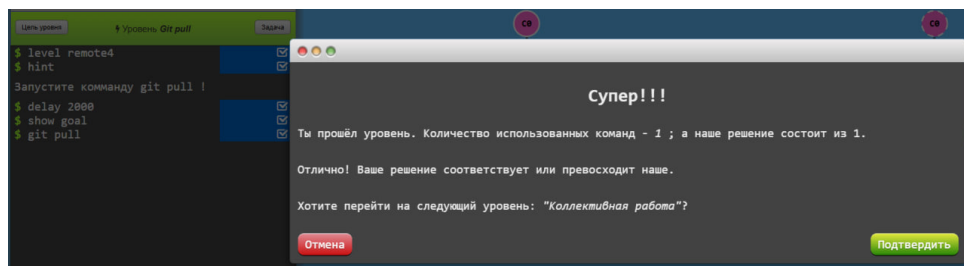 Цель уровня
Уровень Git pull
Задача
c0
c0
$ level remote4
$ hint
Запустите комманду git pull !
$ delay 2000
$ show goal
$ git pull
Супер!!!
Ты прошёл уровень. Количество использованных команд - 1 ; а наше решение состоит из 1.
Отлично! Ваше решение соответствует или превосходит наше.
Хотите перейти на следующий уровень: "Коллективная работа"?
Отмена
Подтвердить